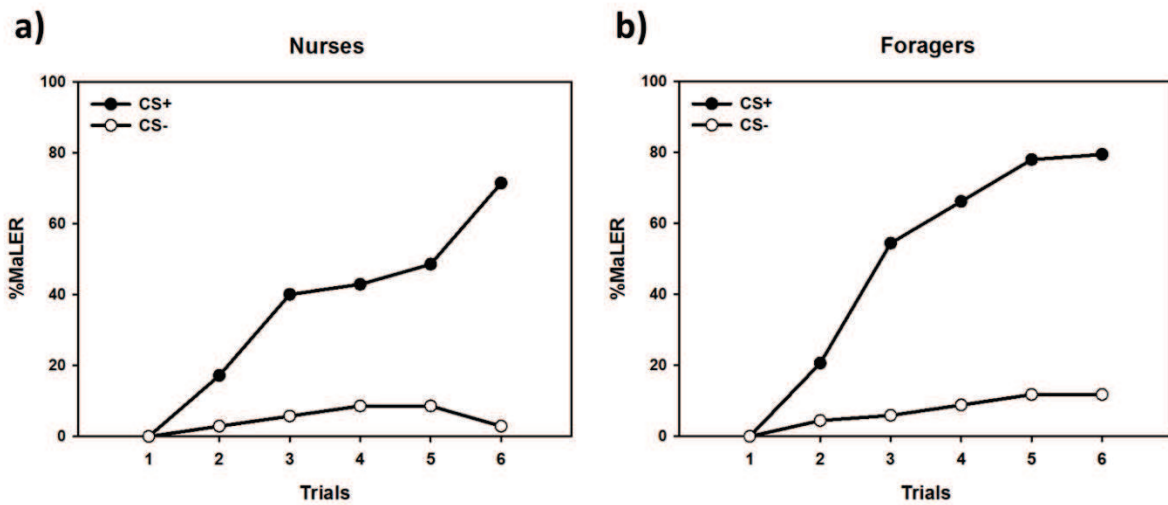 a)
Nurses
CS+
CS-
%MaLER
100
80
60
40
20
0
1 2 3 4 5 6
Trials
b)
Foragers
CS+
CS-
%MaLER
100
80
60
40
20
0
1 2 3 4 5 6
Trials